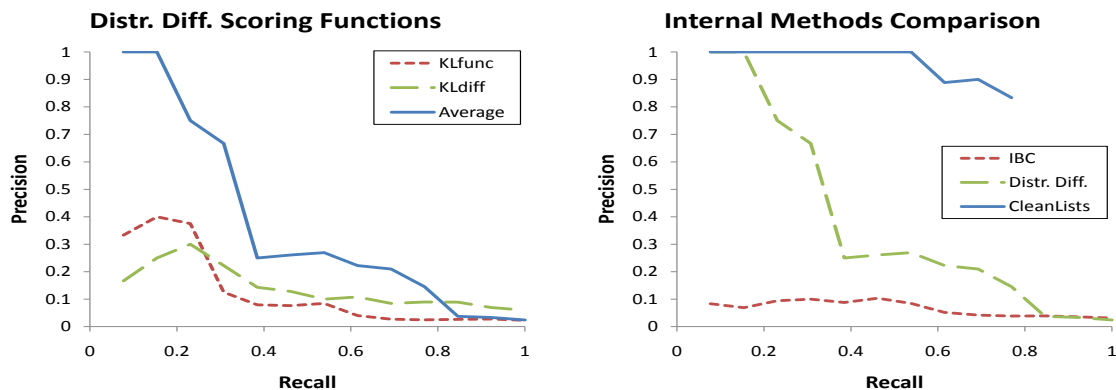 Distr. Diff. Scoring Functions
1
0.9
0.8
0.7
0.6
0.5
0.4
0.3
0.2
0.1
0
Precision
KLfunc
KLdiff
Average
0 0.2 0.4 0.6 0.8 1
Recall
Internal Methods Comparison
1
0.9
0.8
0.7
0.6
0.5
0.4
0.3
0.2
0.1
0
Precision
IBC
Distr. Diff.
CleanLists
0 0.2 0.4 0.6 0.8 1
Recall